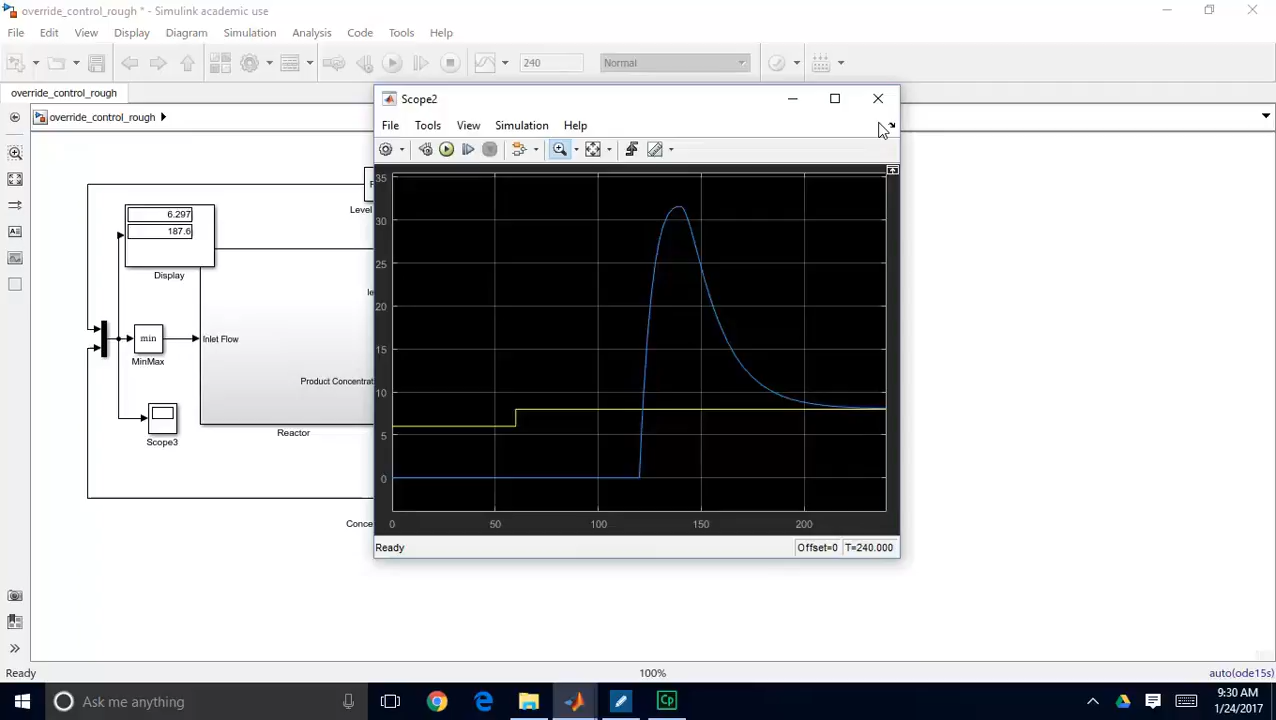 override_control_rough * - Simulink academic use
File Edit View Display Diagram Simulation Analysis Code Tools Help
240 Normal
override_control_rough
override_control_rough
Scope2
File Tools View Simulation Help
6.297
187.6
Display
Level
le
min
MinMax
Inlet Flow
Product Concentra
Scope3
Reactor
Conce
35
30
25
20
15
10
5
0
0 50 100 150 200
Ready Offset=0 T=240.000
Ready 100% auto(ode15s)
Ask me anything
9:30 AM
1/24/2017